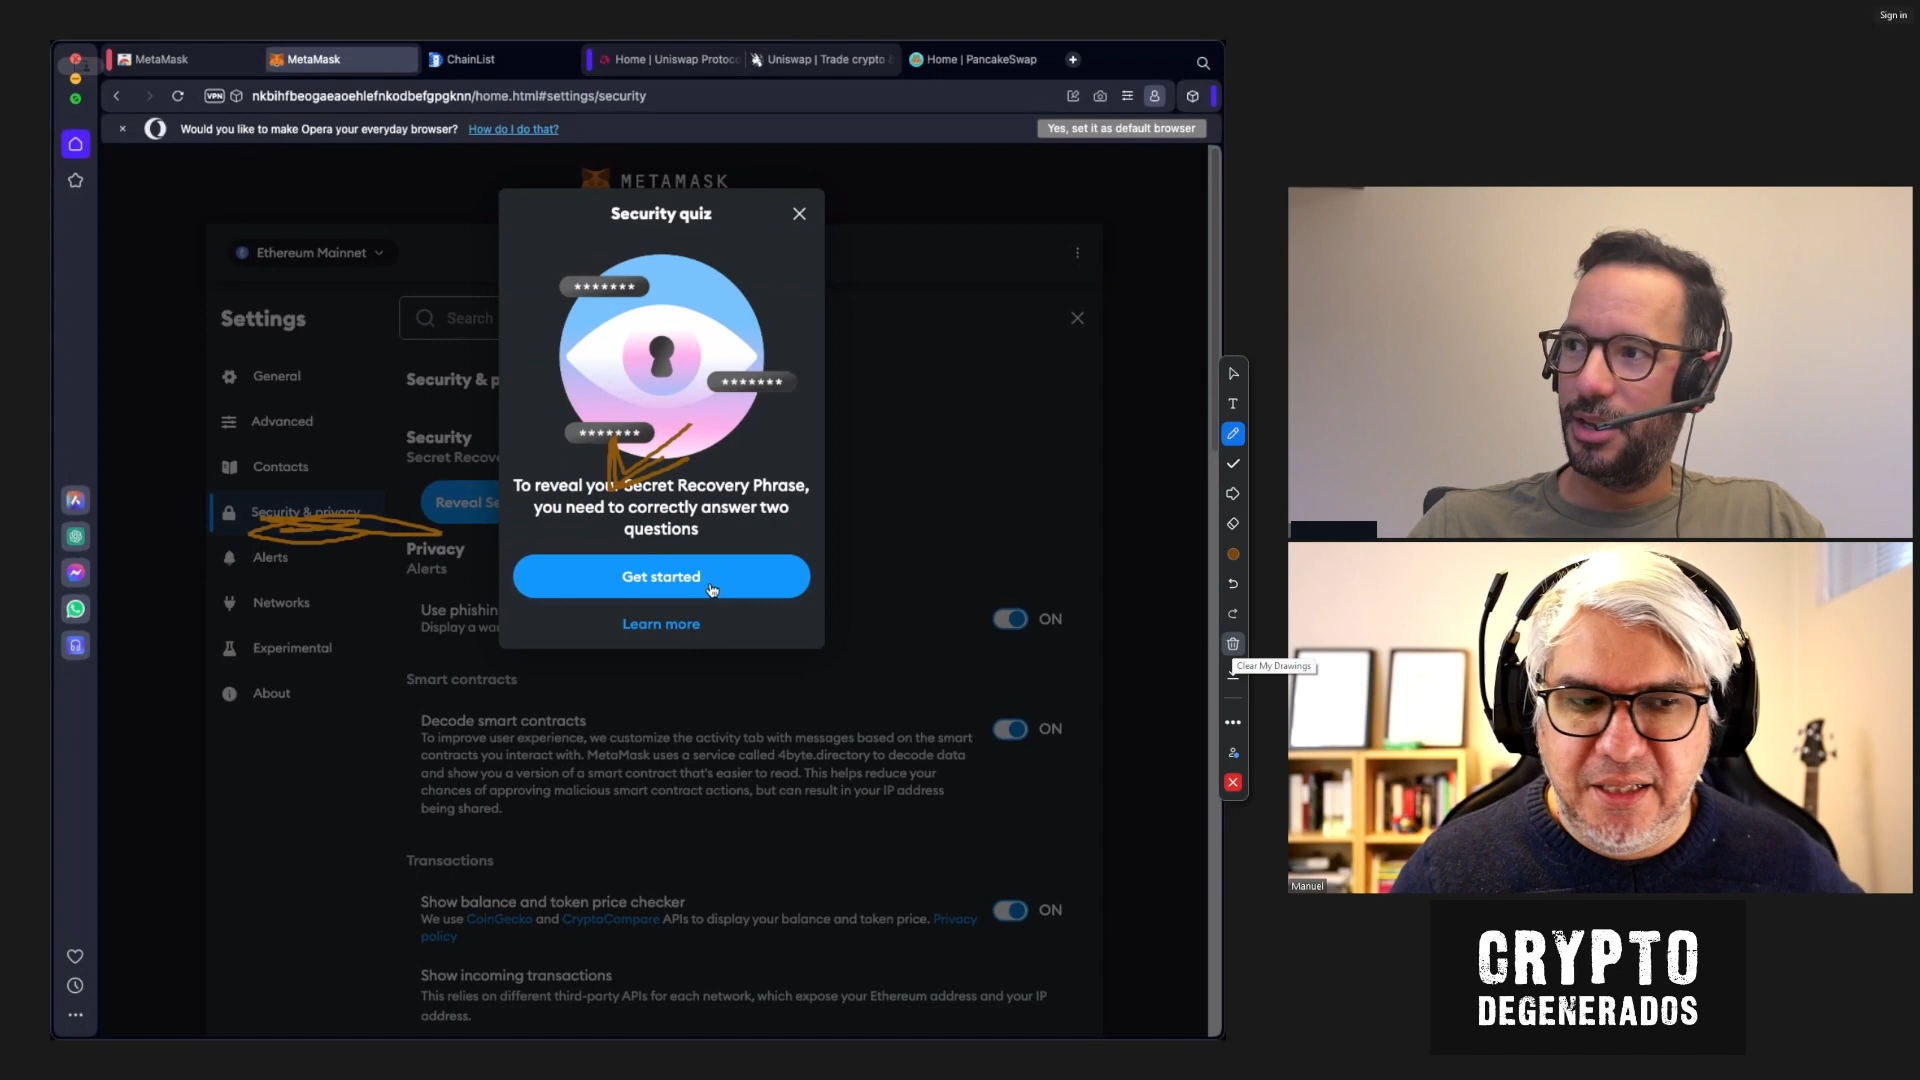 Sign in
MetaMask
MetaMask
ChainList
Home | Uniswap Protoco
Uniswap | Trade crypto &
Home | PancakeSwap
VPN
nkbihfbeogaeaoehlefnkodbefgpgknn/home.html#settings/security
Would you like to make Opera your everyday browser? How do I do that?
Yes, set it as default browser
METAMASK
Security quiz
Ethereum Mainnet
*******
Settings
Search
*******
General
Security & p
Advanced
*******
Security
Secret Recov
Contacts
To reveal your Secret Recovery Phrase,
you need to correctly answer two
questions
Reveal Se
Security & privacy
Privacy
Alerts
Alerts
Get started
Networks
Use phishin
Display a wa
ON
Learn more
Experimental
Clear My Drawings
Smart contracts
About
Decode smart contracts
ON
To improve user experience, we customize the activity tab with messages based on the smart
contracts you interact with. MetaMask uses a service called 4byte.directory to decode data
and show you a version of a smart contract that's easier to read. This helps reduce your
chances of approving malicious smart contract actions, but can result in your IP address
being shared.
Transactions
Show balance and token price checker
ON
We use CoinGecko and CryptoCompare APIs to display your balance and token price. Privacy
policy
Show incoming transactions
This relies on different third-party APIs for each network, which expose your Ethereum address and your IP
address.
Manuel
CRYPTO
DEGENERADOS